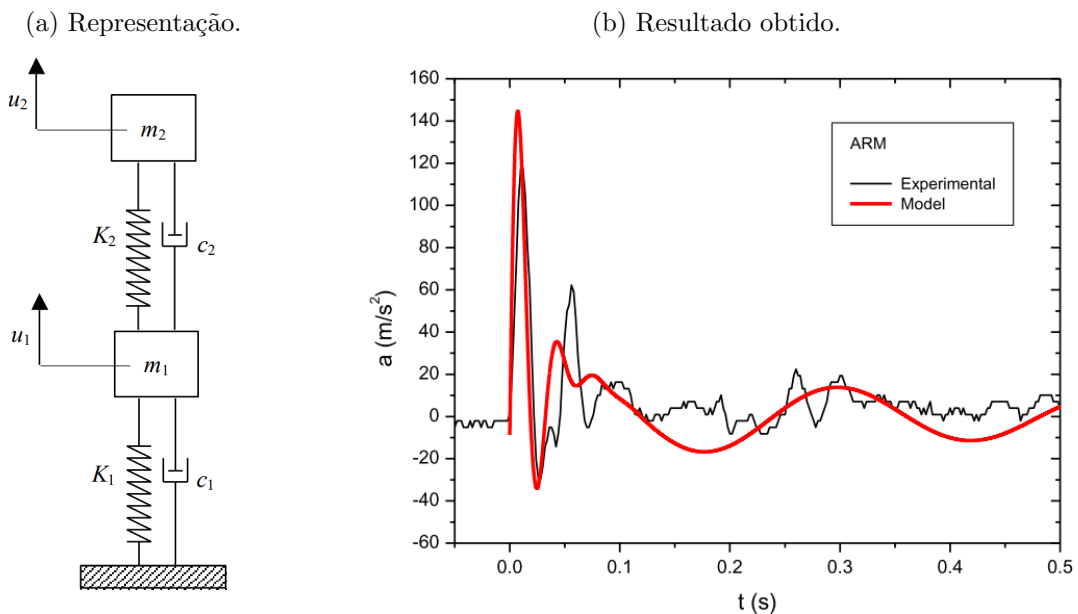 (a) Representação.
u2
m2
K2
c2
u1
m1
K1
c1
(b) Resultado obtido.
160
140
120
100
80
60
40
20
0
-20
-40
-60
a (m/s²)
ARM
Experimental
Model
0.0
0.1
0.2
0.3
0.4
0.5
t (s)